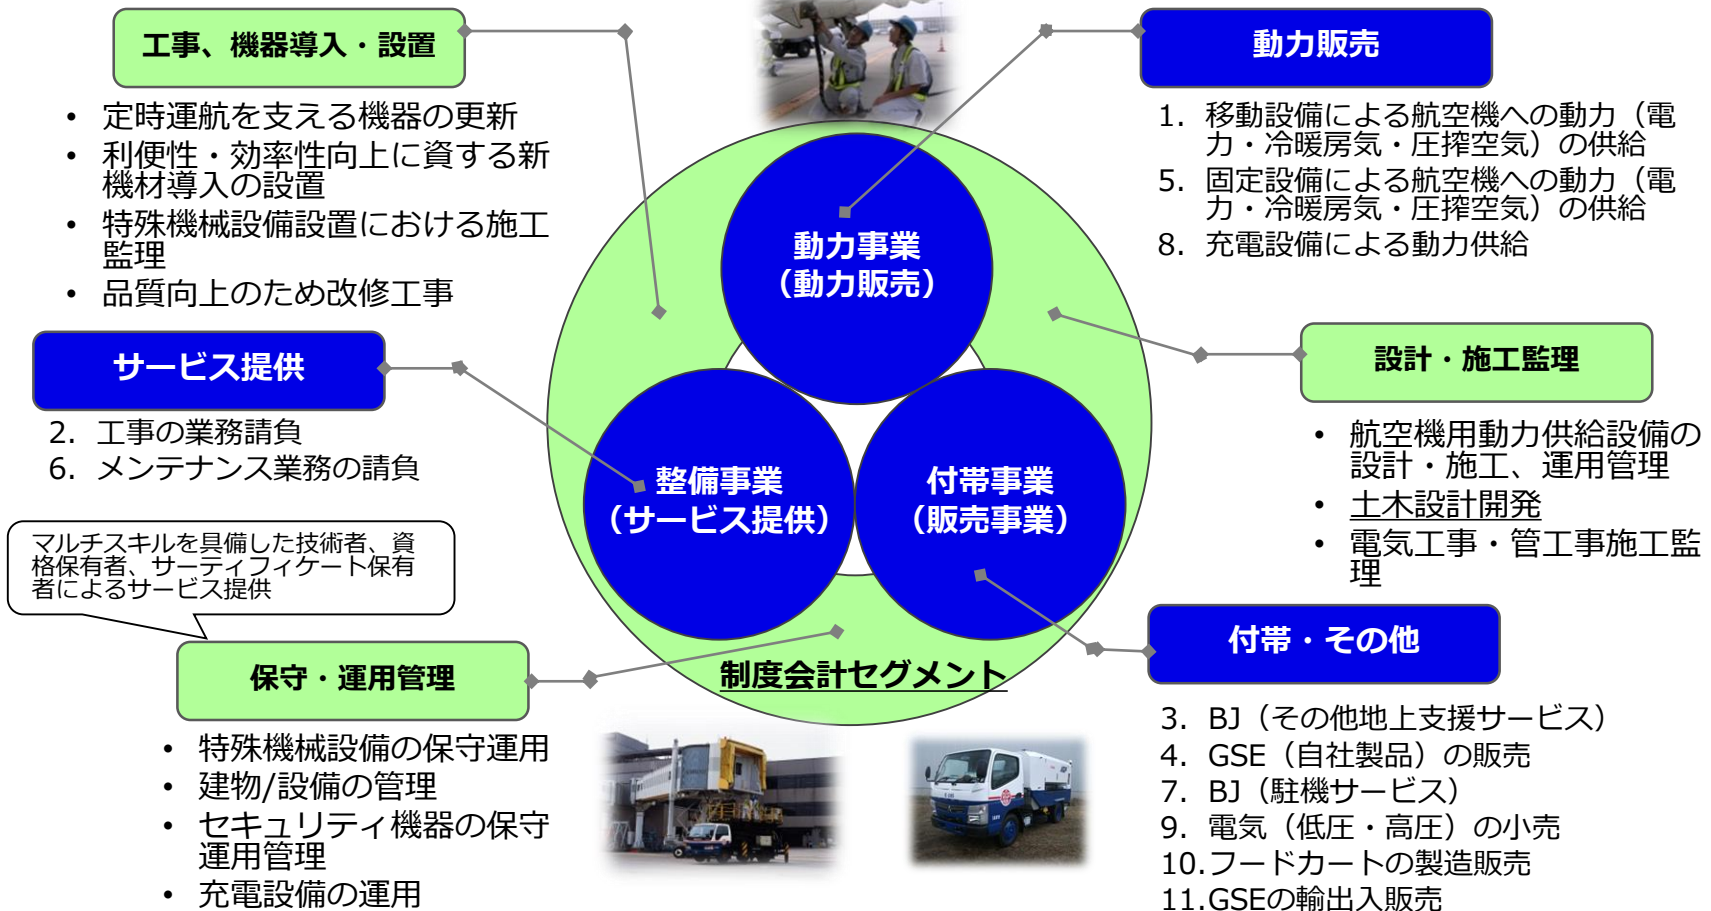 工事、機器導入・設置
• 定時運航を支える機器の更新
• 利便性・効率性向上に資する新
機材導入の設置
• 特殊機械設備設置における施工
監理
• 品質向上のため改修工事
動力販売
1. 移動設備による航空機への動力（電
力・冷暖房気・圧搾空気）の供給
5. 固定設備による航空機への動力（電
力・冷暖房気・圧搾空気）の供給
8. 充電設備による動力供給
動力事業
（動力販売）
サービス提供
2. 工事の業務請負
6. メンテナンス業務の請負
設計・施工監理
• 航空機用動力供給設備の
設計・施工、運用管理
• 土木設計開発
• 電気工事・管工事施工監
理
整備事業
（サービス提供）
付帯事業
（販売事業）
マルチスキルを具備した技術者、資
格保有者、サーティフィケート保有
者によるサービス提供
保守・運用管理
• 特殊機械設備の保守運用
• 建物/設備の管理
• セキュリティ機器の保守
運用管理
• 充電設備の運用
制度会計セグメント
付帯・その他
3. BJ（その他地上支援サービス）
4. GSE（自社製品）の販売
7. BJ（駐機サービス）
9. 電気（低圧・高圧）の小売
10.フードカートの製造販売
11.GSEの輸出入販売